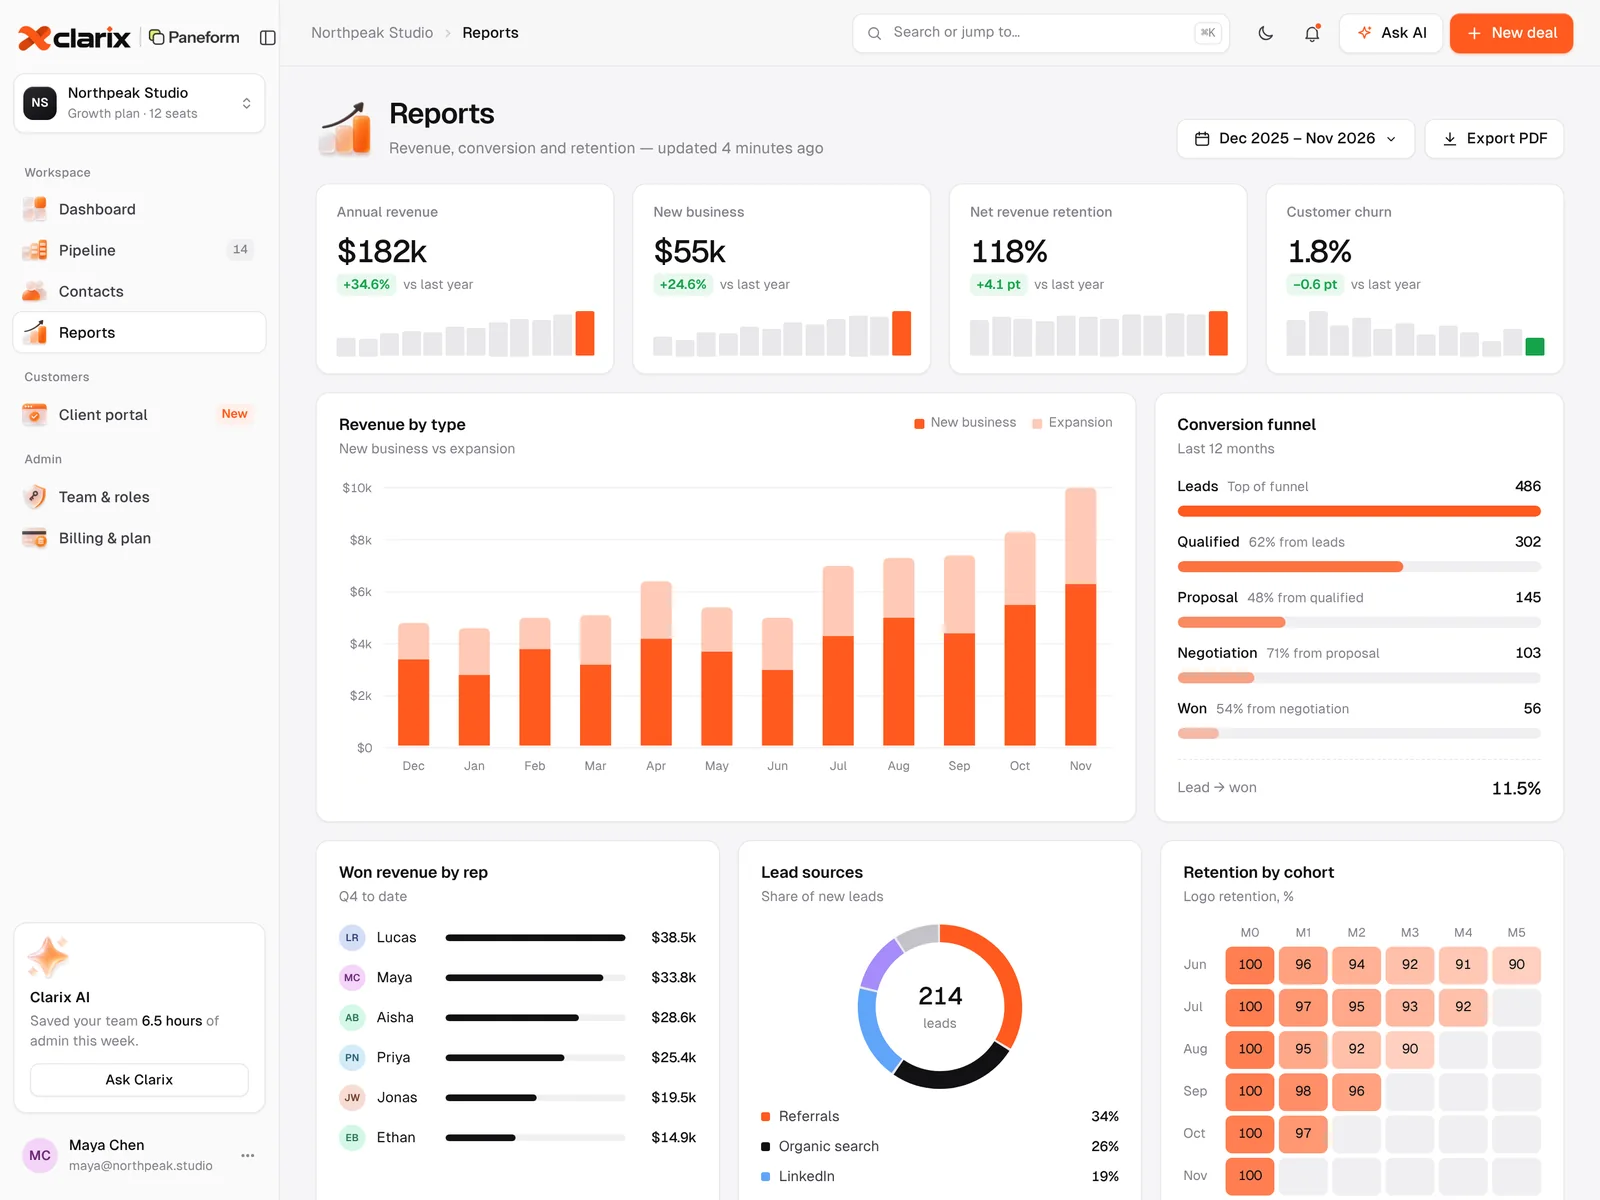 clarix
Paneform
Northpeak Studio
Reports
Search or jump to...
⌘K
Ask AI
New deal
NS
Northpeak Studio
Growth plan · 12 seats
Workspace
Dashboard
Pipeline
14
Contacts
Reports
Customers
Client portal
New
Admin
Team & roles
Billing & plan
Clarix AI
Saved your team 6.5 hours of
admin this week.
Ask Clarix
MC
Maya Chen
maya@northpeak.studio
Reports
Revenue, conversion and retention — updated 4 minutes ago
Dec 2025 – Nov 2026
Export PDF
Annual revenue
$182k
+34.6% vs last year
New business
$55k
+24.6% vs last year
Net revenue retention
118%
+4.1 pt vs last year
Customer churn
1.8%
−0.6 pt vs last year
Revenue by type
New business vs expansion
New business
Expansion
$10k
$8k
$6k
$4k
$2k
$0
Dec Jan Feb Mar Apr May Jun Jul Aug Sep Oct Nov
Conversion funnel
Last 12 months
Leads Top of funnel 486
Qualified 62% from leads 302
Proposal 48% from qualified 145
Negotiation 71% from proposal 103
Won 54% from negotiation 56
Lead → won 11.5%
Won revenue by rep
Q4 to date
LR Lucas $38.5k
MC Maya $33.8k
AB Aisha $28.6k
PN Priya $25.4k
JW Jonas $19.5k
EB Ethan $14.9k
Lead sources
Share of new leads
214
leads
Referrals 34%
Organic search 26%
LinkedIn 19%
Retention by cohort
Logo retention, %
M0 M1 M2 M3 M4 M5
Jun 100 96 94 92 91 90
Jul 100 97 95 93 92
Aug 100 95 92 90
Sep 100 98 96
Oct 100 97
Nov 100